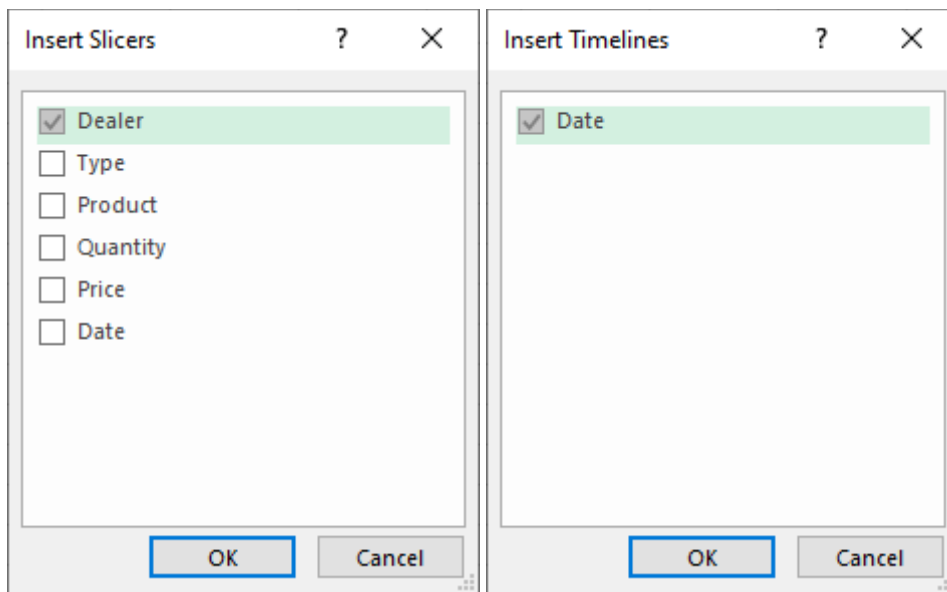 Insert Slicers ?
Dealer
Type
Product
Quantity
Price
Date
OK Cancel
Insert Timelines ?
Date
OK Cancel